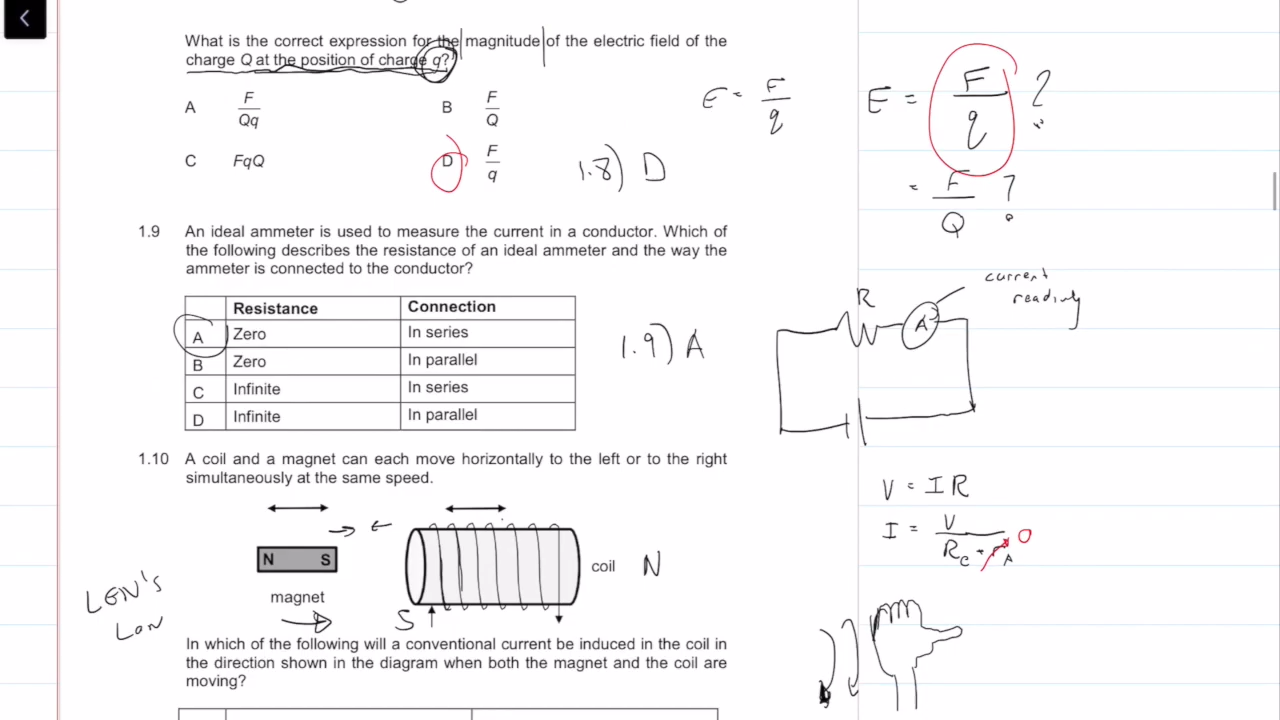 What is the correct expression for the magnitude of the electric field of the
charge Q at the position of charge q?
A F/Qq B F/Q
C FqQ D F/q
1.8) D
E = F/q
E = F/q ?
= F/Q ?
1.9 An ideal ammeter is used to measure the current in a conductor. Which of
the following describes the resistance of an ideal ammeter and the way the
ammeter is connected to the conductor?
Resistance Connection
A Zero In series
B Zero In parallel
C Infinite In series
D Infinite In parallel
1.9) A
current
reading
R
A
V = IR
I = V
0
1.10 A coil and a magnet can each move horizontally to the left or to the right
simultaneously at the same speed.
N S
magnet
coil N
S
LEN'S
Law
In which of the following will a conventional current be induced in the coil in
the direction shown in the diagram when both the magnet and the coil are
moving?